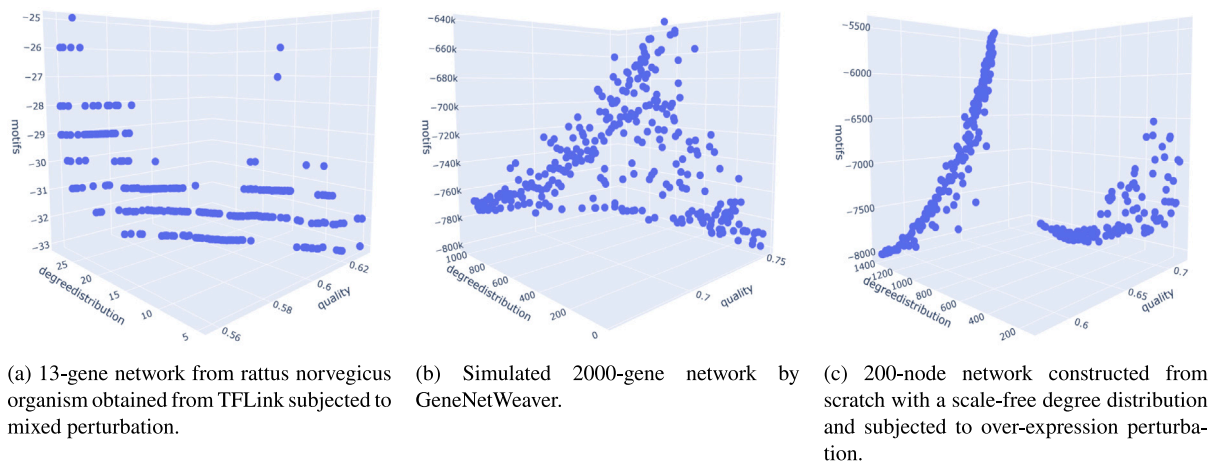 −25
−26
−27
−28
−29
−30
−31
−32
−33
motifs
25
20
15
10
5
degreedistribution
0.56
0.58
0.6
0.62
quality
−640k
−660k
−680k
−700k
−720k
−740k
−760k
−780k
−800k
motifs
1000
800
600
400
200
0
degreedistribution
0.7
0.75
quality
−5500
−6000
−6500
−7000
−7500
−8000
motifs
1400
1200
1000
800
600
400
200
degreedistribution
0.6
0.65
0.7
quality
(a) 13-gene network from rattus norvegicus
organism obtained from TFLink subjected to
mixed perturbation.
(b) Simulated 2000-gene network by
GeneNetWeaver.
(c) 200-node network constructed from
scratch with a scale-free degree distribution
and subjected to over-expression perturba-
tion.